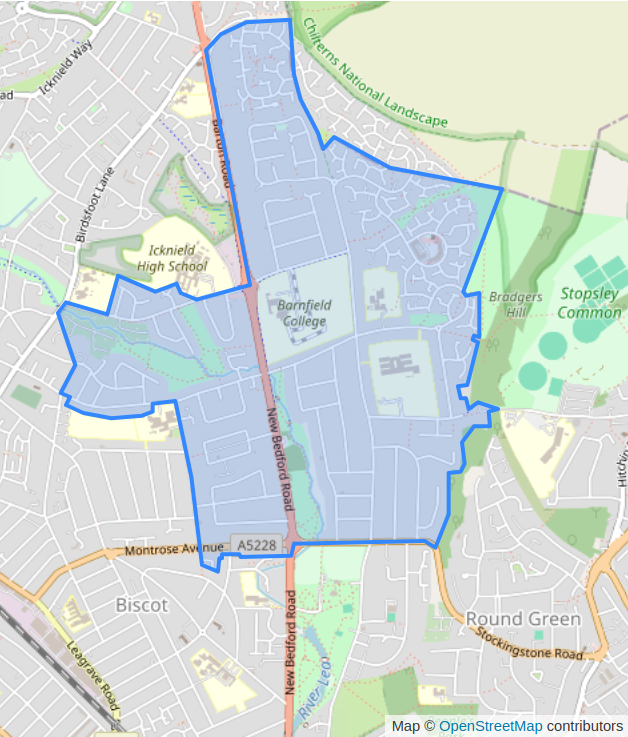 Icknield Way
Chilterns National Landscape
ad
Barton Road
Birdsfoot Lane
Icknield
High School
Barnfield
College
Bradgers
Hill
Stopsley
Common
New Bedford Road
Hitchin
A5228
Montrose Avenue
Biscot
Round Green
New Bedford Road
Stockingstone Road
Leagrave Road
River Lea
Map © OpenStreetMap contributors